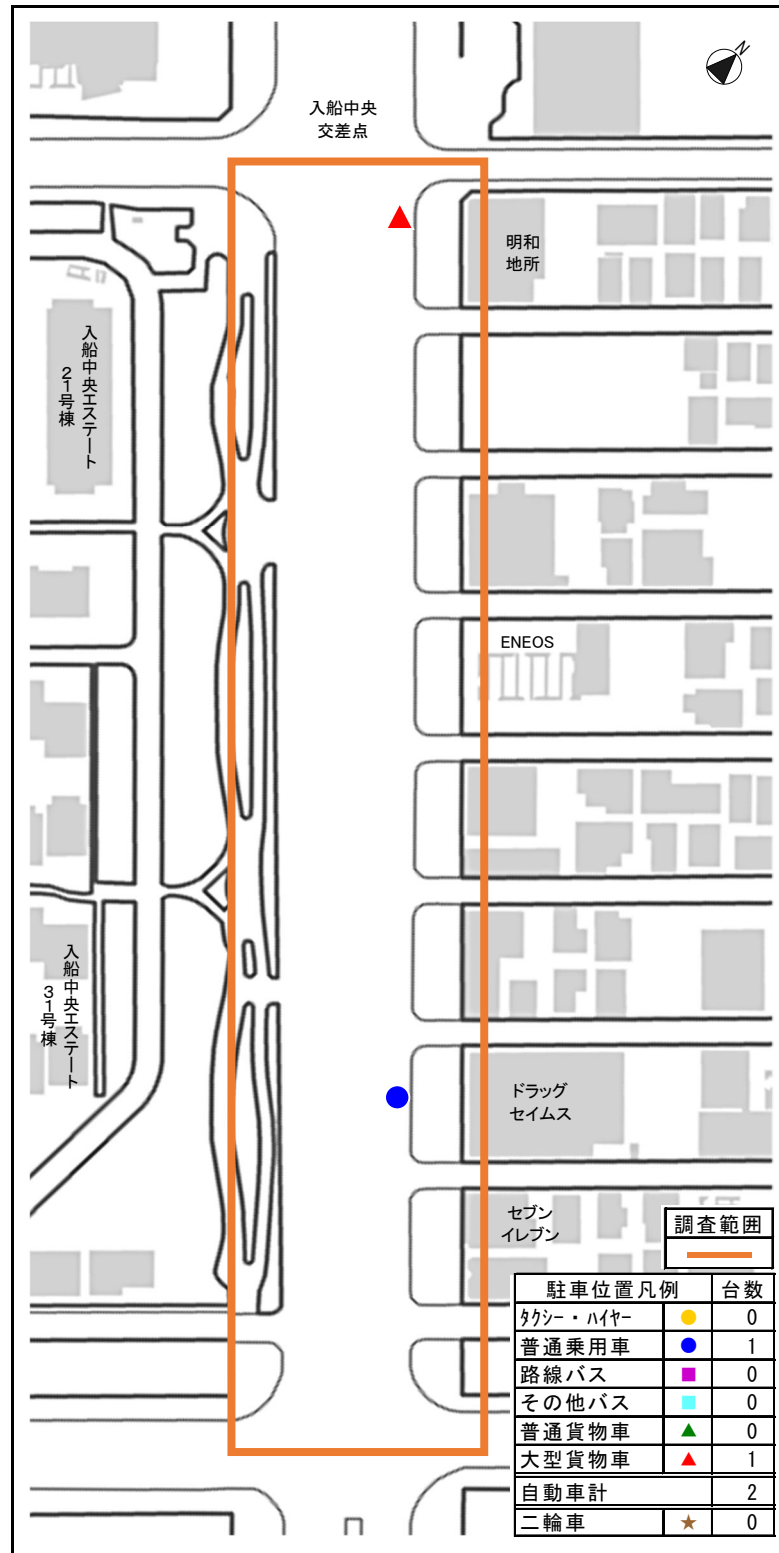 N
入船中央
交差点
明和
地所
入船中央エステート
21号棟
ENEOS
入船中央エステート
31号棟
ドラッグ
セイムス
セブン
イレブン
調査範囲
駐車位置凡例 台数
タクシー・ハイヤー ● 0
普通乗用車 ● 1
路線バス ■ 0
その他バス ■ 0
普通貨物車 ▲ 0
大型貨物車 ▲ 1
自動車計 2
二輪車 ★ 0